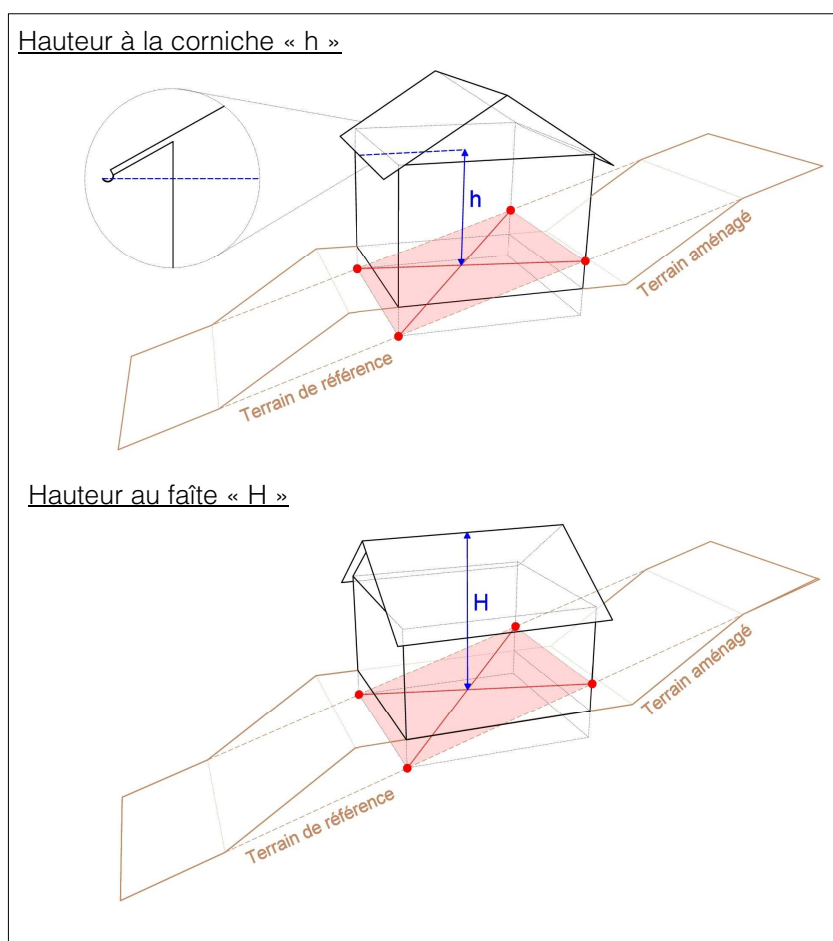 Hauteur à la corniche « h »
h
Terrain aménagé
Terrain de référence
Hauteur au faîte « H »
H
Terrain aménagé
Terrain de référence